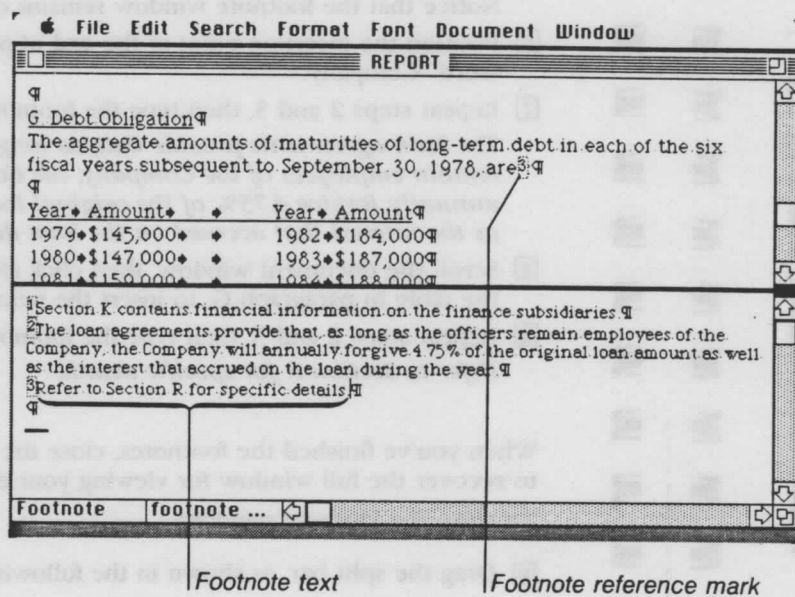 File Edit Search Format Font Document Window
REPORT
¶
G. Debt Obligation¶
The aggregate amounts of maturities of long-term debt in each of the six
fiscal years subsequent to September 30, 1978, are3:¶
¶
Year Amount Year Amount¶
1979 $145,000 1982 $184,000¶
1980 $147,000 1983 $187,000¶
$188,000¶
1Section K contains financial information on the finance subsidiaries.¶
2The loan agreements provide that as long as the officers remain employees of the
Company, the Company will annually forgive 4.75% of the original loan amount as well
as the interest that accrued on the loan during the year.¶
3Refer to Section R for specific details.¶
¶
Footnote footnote ...
Footnote text Footnote reference mark